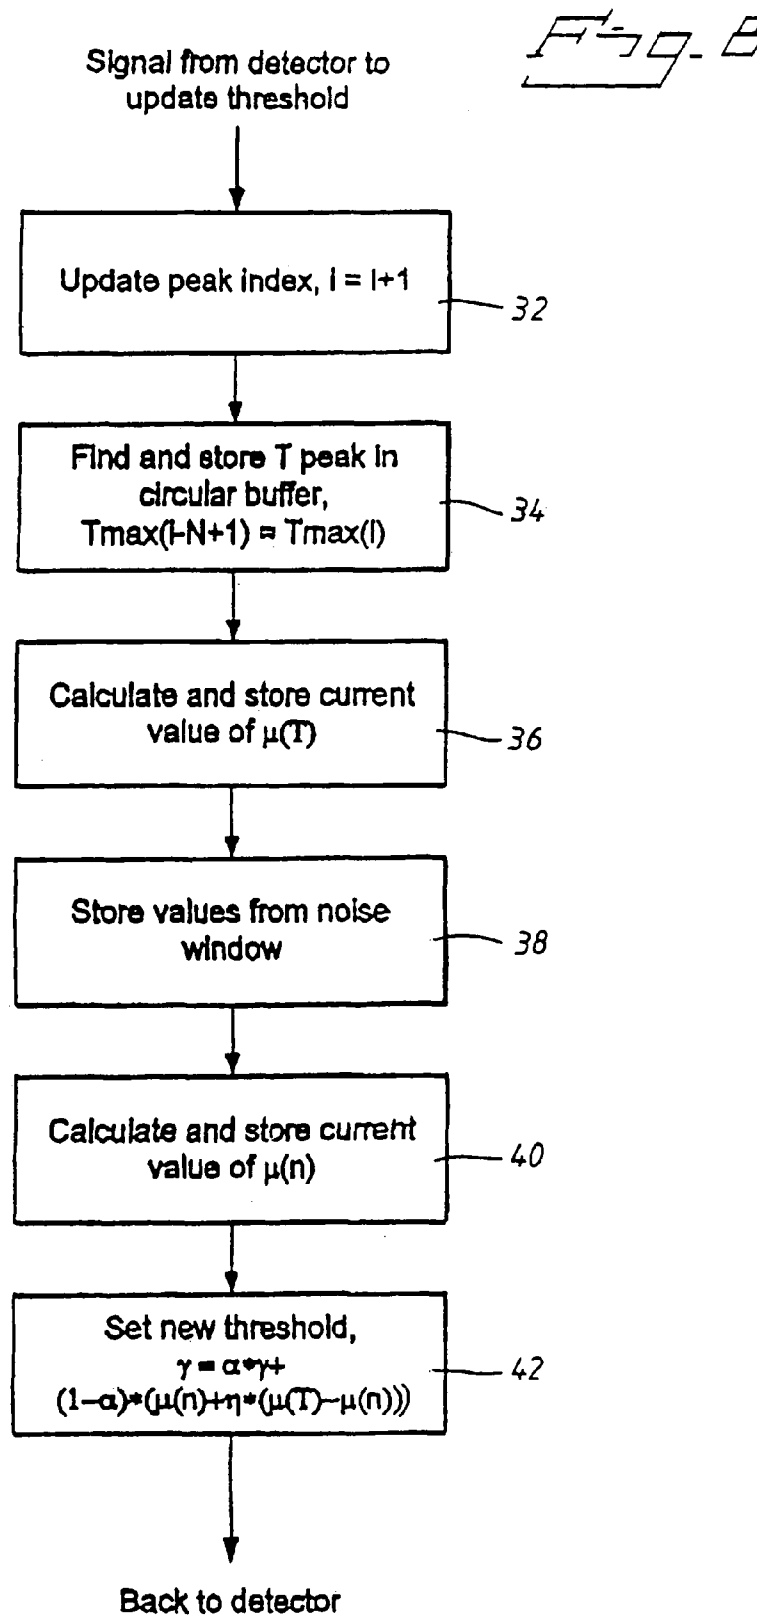 Fig. 8
Signal from detector to
update threshold
Update peak index, i = i+1
32
Find and store T peak in
circular buffer,
Tmax(i-N+1) = Tmax(i)
34
Calculate and store current
value of μ(T)
36
Store values from noise
window
38
Calculate and store current
value of μ(n)
40
Set new threshold,
γ = α*γ+
(1-α)*(μ(n)+η*(μ(T)-μ(n)))
42
Back to detector